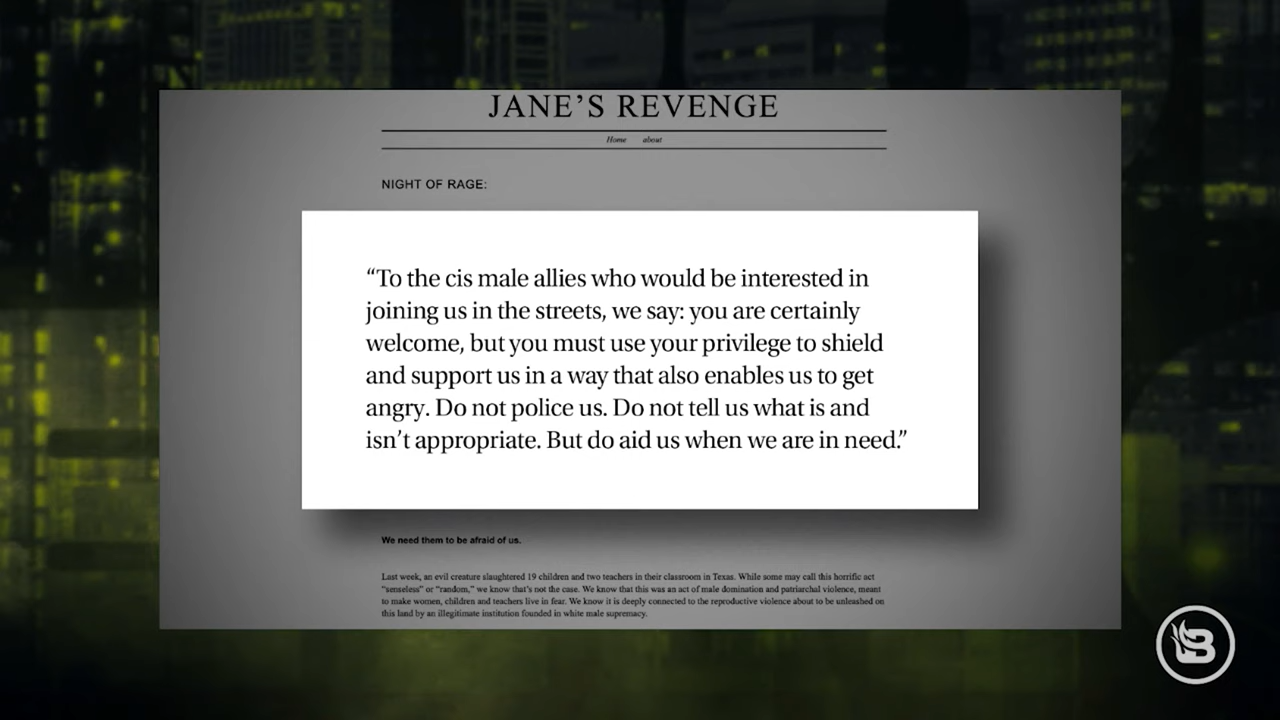 JANE’S REVENGE
Home about
NIGHT OF RAGE:
“To the cis male allies who would be interested in
joining us in the streets, we say: you are certainly
welcome, but you must use your privilege to shield
and support us in a way that also enables us to get
angry. Do not police us. Do not tell us what is and
isn’t appropriate. But do aid us when we are in need.”
We need them to be afraid of us.
Last week, an evil creature slaughtered 19 children and two teachers in their classroom in Texas. While some may call this horrific act
“senseless” or “random,” we know that’s not the case. We know that this was an act of male domination and patriarchal violence, meant
to make women, children and teachers live in fear. We know it is deeply connected to the reproductive violence about to be unleashed on
this land by an illegitimate institution founded in white male supremacy.
B